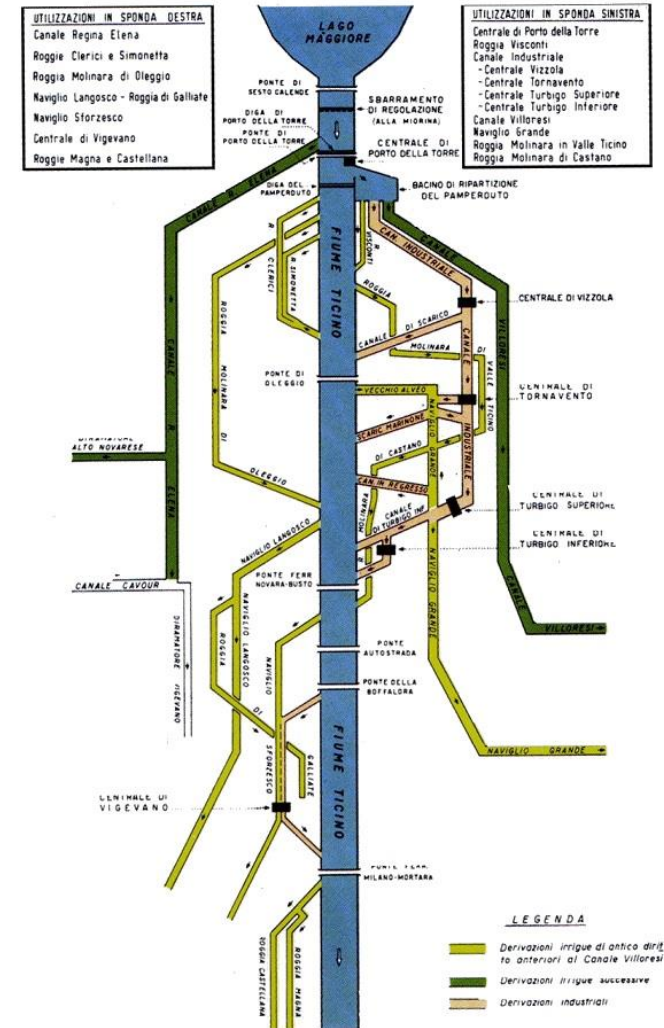 UTILIZZAZIONI IN SPONDA DESTRA
Canale Regina Elena
Roggie Clerici e Simonetta
Roggia Molinara di Oleggio
Naviglio Langosco - Roggia di Galliate
Naviglio Sforzesco
Centrale di Vigevano
Roggie Magna e Castellana
UTILIZZAZIONI IN SPONDA SINISTRA
Centrale di Porto della Torre
Roggia Visconti
Canale Industriale
- Centrale Vizzola
- Centrale Tornavento
- Centrale Turbigo Superiore
- Centrale Turbigo Inferiore
Canale Villoresi
Naviglio Grande
Roggia Molinara in Valle Ticino
Roggia Molinara di Castano
LAGO
MAGGIORE
PONTE DI
SESTO CALENDE
SBARRAMENTO
DI REGOLAZIONE
(ALLA MIORINA)
DIGA DI
PORTO DELLA TORRE
PONTE DI
PORTO DELLA TORRE
CENTRALE DI
PORTO DELLA TORRE
DIGA DEL
PAMPERDUTO
BACINO DI RIPARTIZIONE
DEL PAMPERDUTO
CANALE R. ELENA
R. CLERICI
R. SIMONETTA
FIUME TICINO
R. VISCONTI
CAN. INDUSTRIALE
CANALE VILLORESI
ROGGIA MOLINARA DI VALLE TICINO
CENTRALE DI VIZZOLA
CANALE DI SCARICO
CANALE INDUSTRIALE
ROGGIA MOLINARA DI OLEGGIO
CANALE R. ELENA
PONTE DI
OLEGGIO
VECCHIO ALVEO
NAVIGLIO GRANDE
CENTRALE DI
TORNAVENTO
SCARIC. MARINONE
DIRAMATORE
ALTO NOVARESE
R. MOLINARA DI CASTANO
CAN. IN REGRESSO
CANALE
DI TURBIGO INF.
CENTRALE DI
TURBIGO SUPERIORE
CENTRALE DI
TURBIGO INFERIORE
NAVIGLIO LANGOSCO
PONTE FERR.
NOVARA-BUSTO
CANALE CAVOUR
DIRAMATORE VIGEVANO
NAVIGLIO LANGOSCO
ROGGIA DI GALLIATE
NAVIGLIO SFORZESCO
NAVIGLIO GRANDE
CANALE VILLORESI
PONTE
AUTOSTRADA
PONTE DELLA
BOFFALORA
FIUME TICINO
NAVIGLIO GRANDE
CENTRALE DI
VIGEVANO
PONTE FERR.
MILANO-MORTARA
ROGGIA CASTELLANA
ROGGIA MAGNA
LEGENDA
Derivazioni irrigue di antico dirit
to anteriori al Canale Villoresi
Derivazioni irrigue successive
Derivazioni industriali